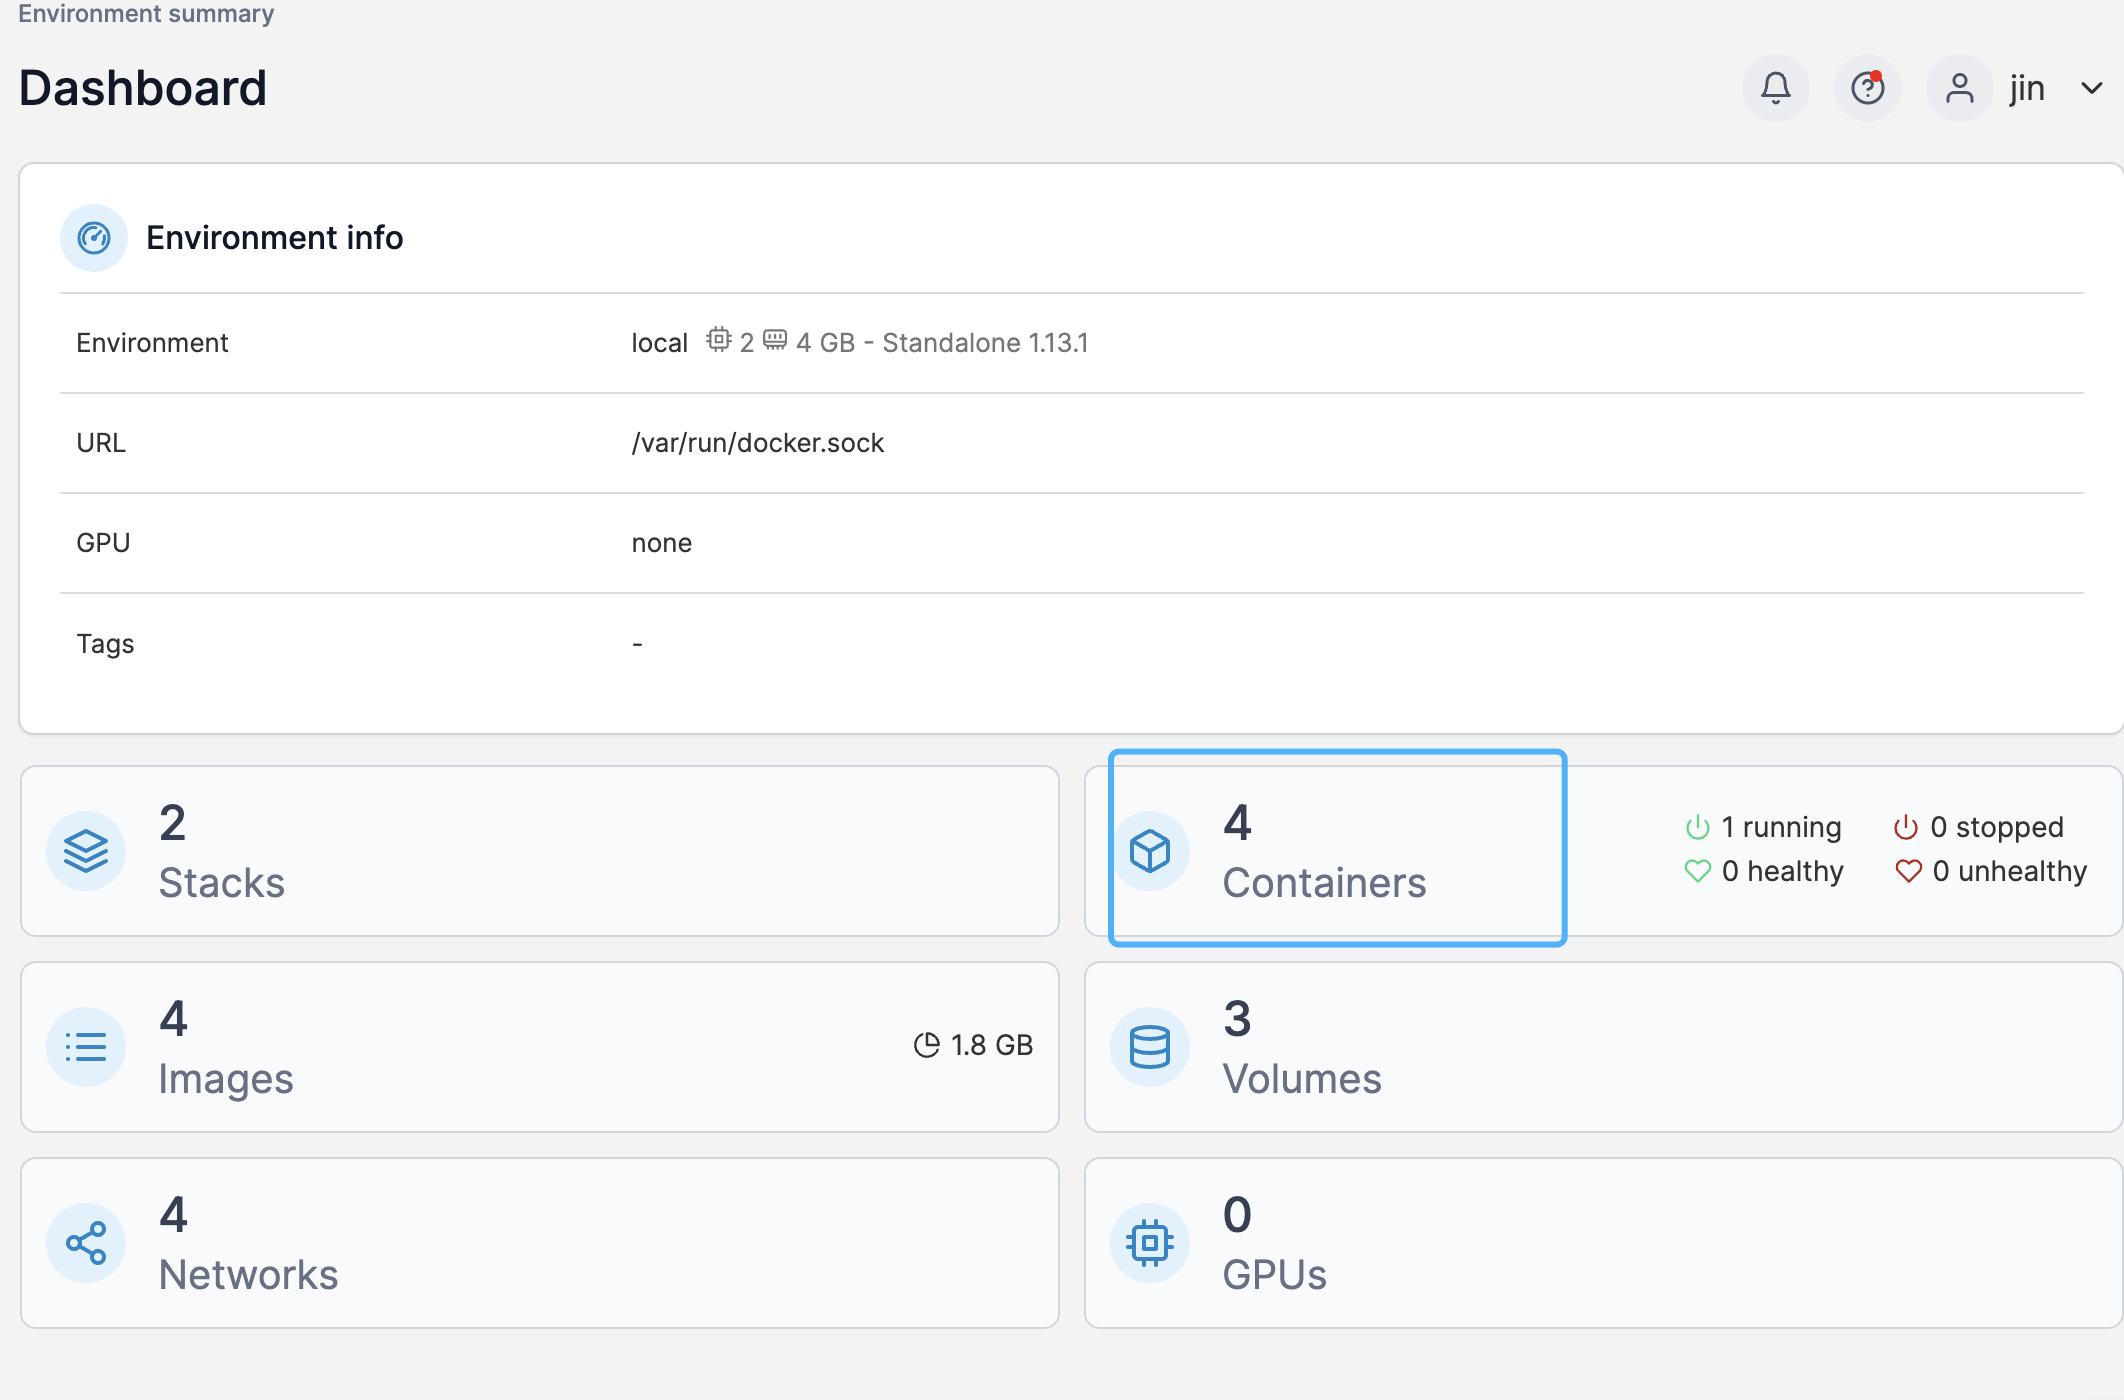 Environment summary
Dashboard
jin
Environment info
Environment local 2 4 GB - Standalone 1.13.1
URL /var/run/docker.sock
GPU none
Tags -
2
Stacks
4
Containers
1 running 0 stopped
0 healthy 0 unhealthy
4
Images
1.8 GB
3
Volumes
4
Networks
0
GPUs